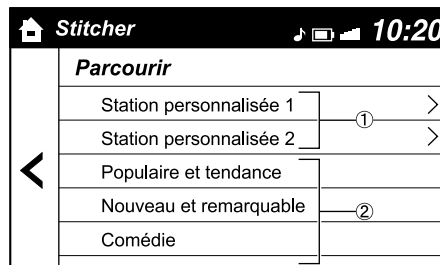 Stitcher 10:20
Parcourir
Station personnalisée 1
①
Station personnalisée 2
Populaire et tendance
Nouveau et remarquable
②
Comédie